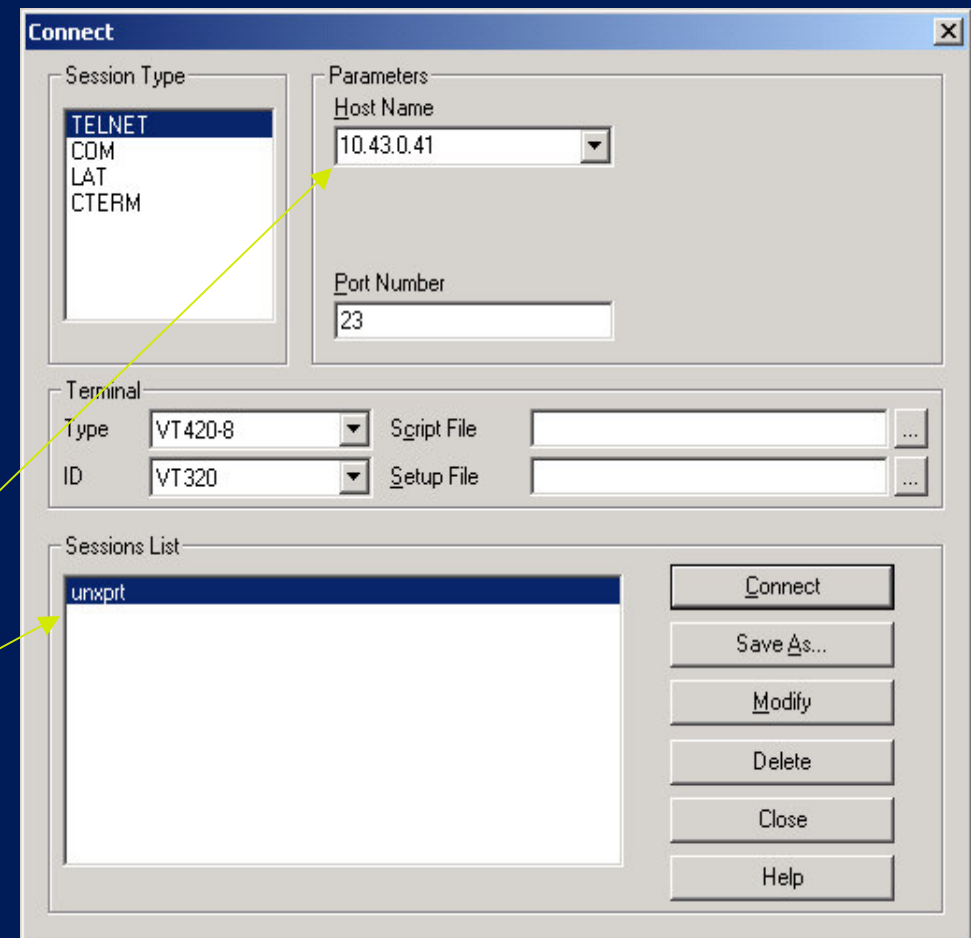 Connect
Session Type
TELNET
COM
LAT
CTERM
Parameters
Host Name
10.43.0.41
Port Number
23
Terminal
Type VT420-8 Script File ...
ID VT320 Setup File ...
Sessions List
unxprt
Connect
Save As...
Modify
Delete
Close
Help